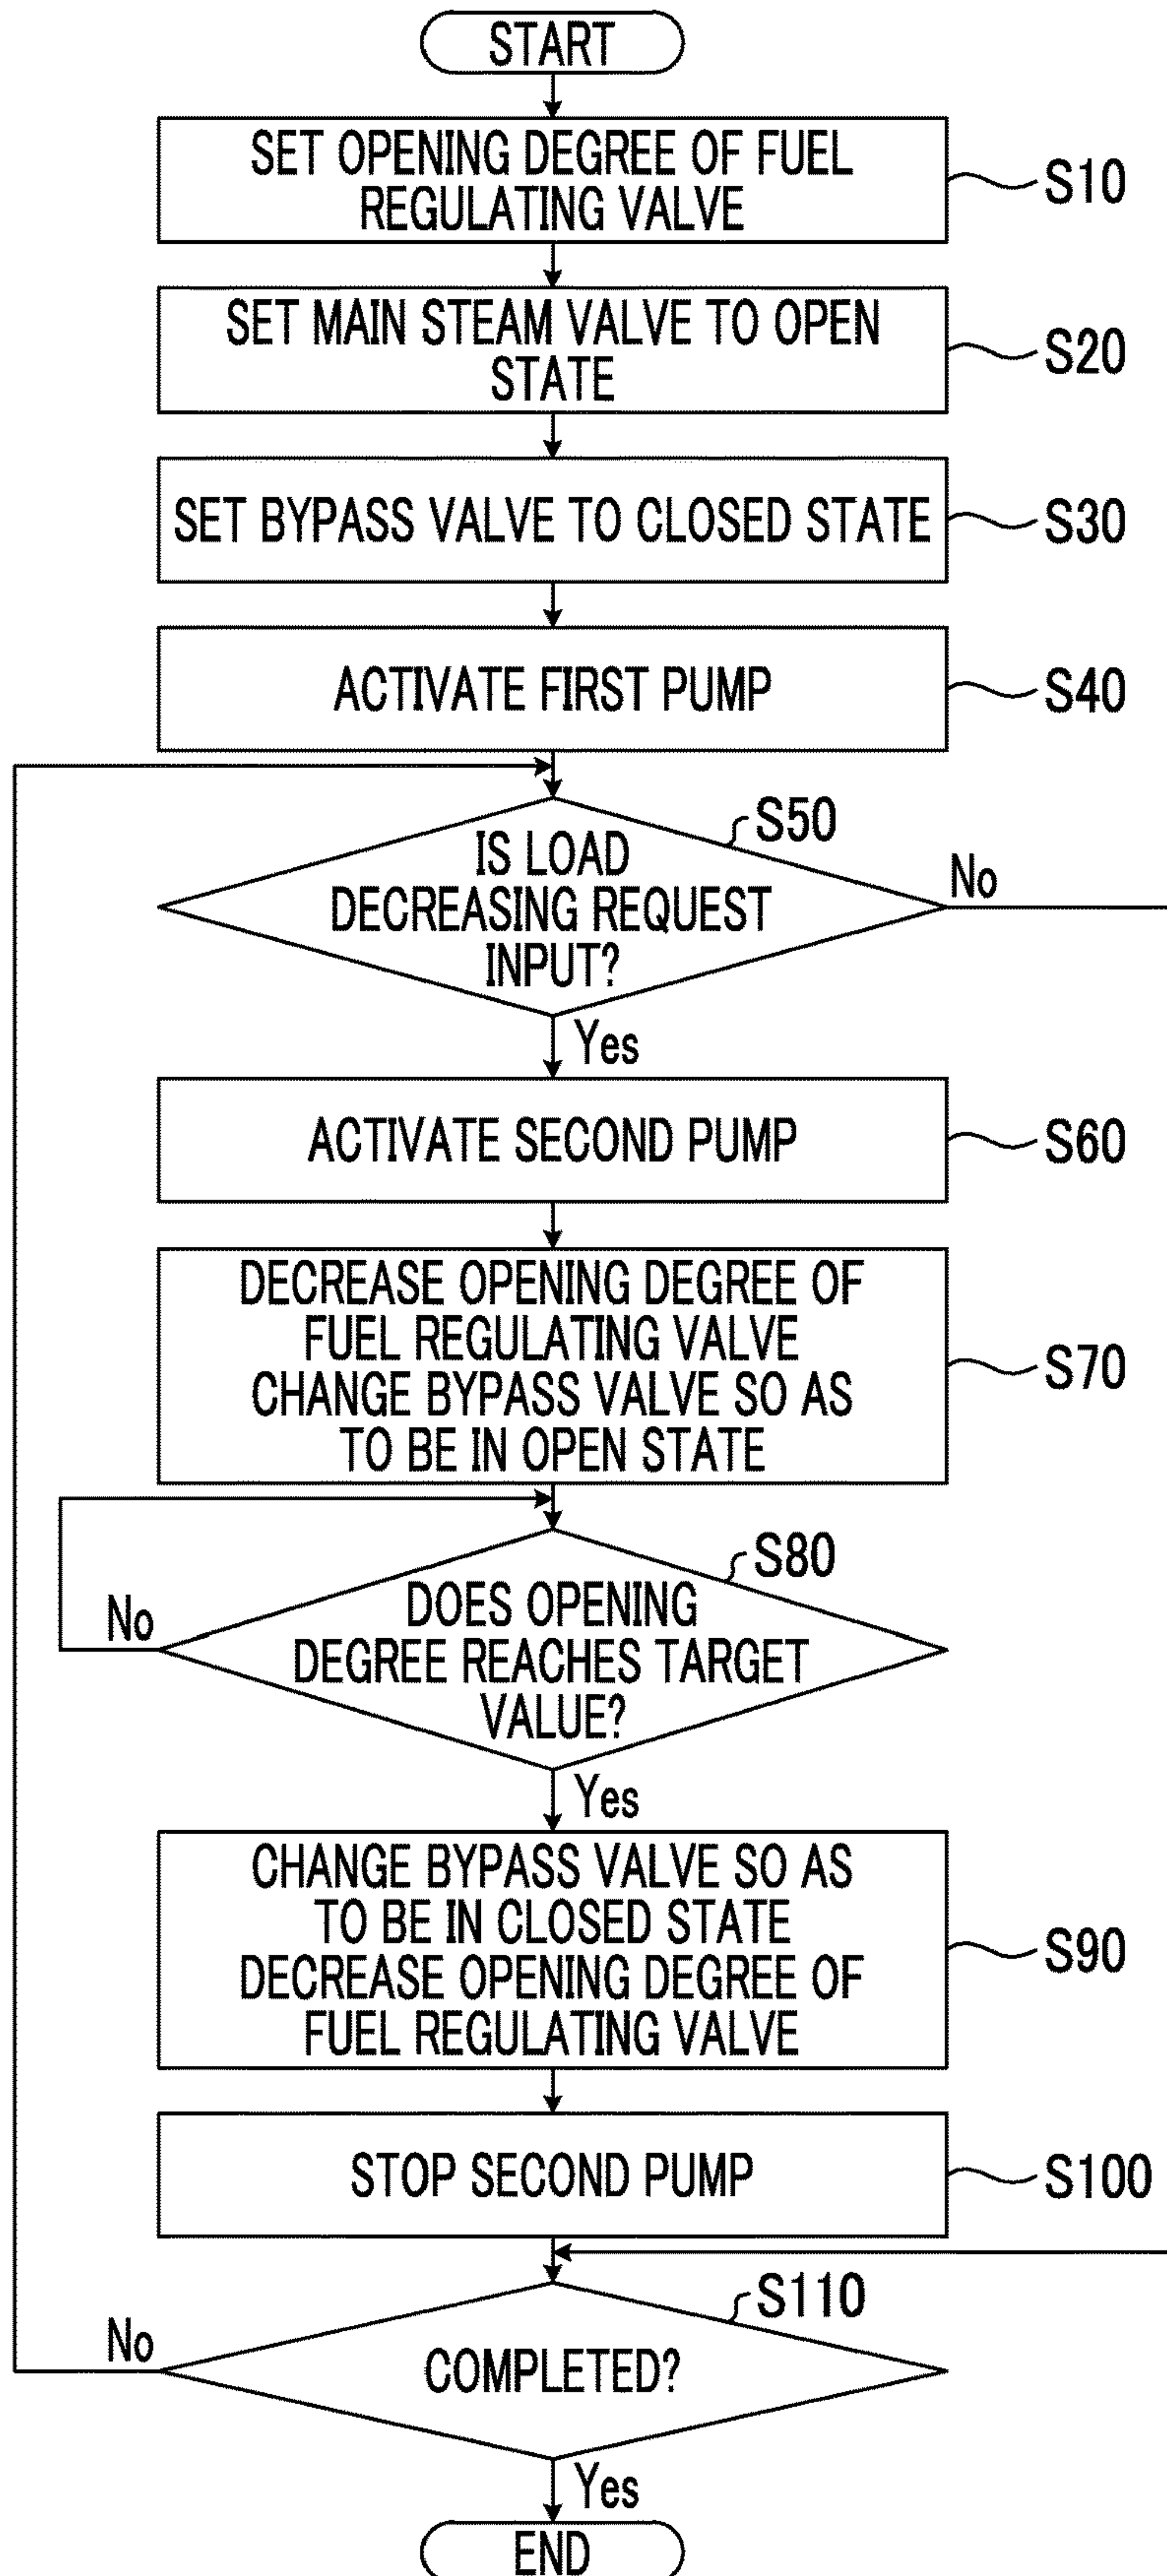 START
SET OPENING DEGREE OF FUEL
REGULATING VALVE
S10
SET MAIN STEAM VALVE TO OPEN
STATE
S20
SET BYPASS VALVE TO CLOSED STATE
S30
ACTIVATE FIRST PUMP
S40
S50
IS LOAD
DECREASING REQUEST
INPUT?
No
Yes
ACTIVATE SECOND PUMP
S60
DECREASE OPENING DEGREE OF
FUEL REGULATING VALVE
CHANGE BYPASS VALVE SO AS
TO BE IN OPEN STATE
S70
S80
DOES OPENING
DEGREE REACHES TARGET
VALUE?
No
Yes
CHANGE BYPASS VALVE SO AS
TO BE IN CLOSED STATE
DECREASE OPENING DEGREE OF
FUEL REGULATING VALVE
S90
STOP SECOND PUMP
S100
S110
COMPLETED?
No
Yes
END